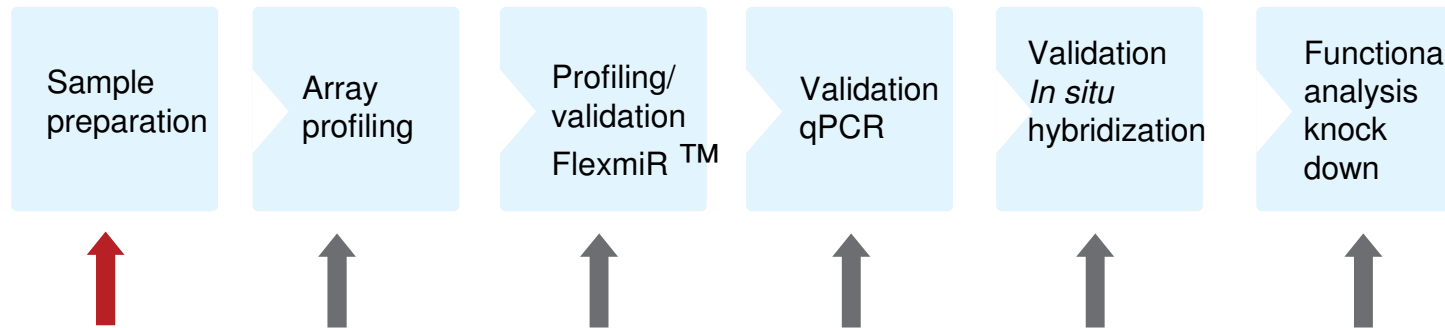 Sample
preparation
Array
profiling
Profiling/
validation
FlexmiR TM
Validation
qPCR
Validation
In situ
hybridization
Functiona
analysis
knock
down